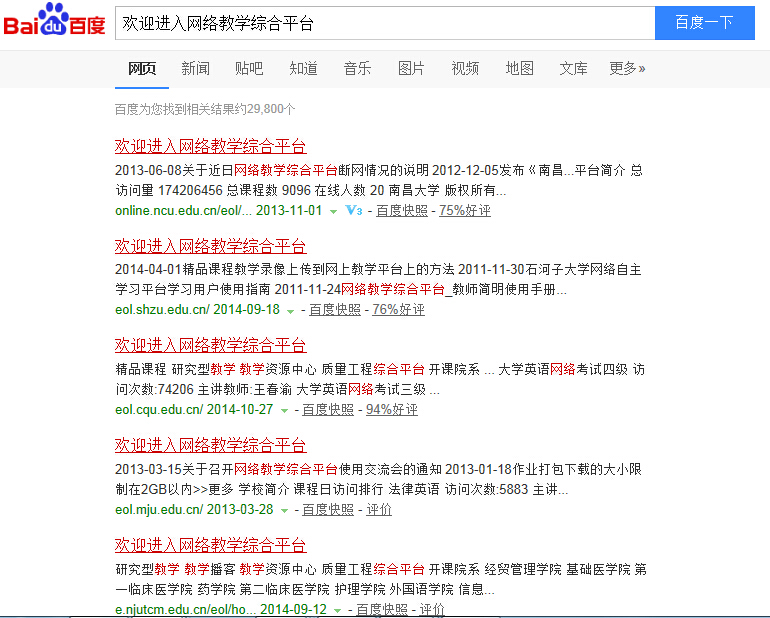 Bai du 百度 欢迎进入网络教学综合平台 百度一下
网页 新闻 贴吧 知道 音乐 图片 视频 地图 文库 更多»
百度为您找到相关结果约29,800个
欢迎进入网络教学综合平台
2013-06-08关于近日网络教学综合平台断网情况的说明 2012-12-05发布《南昌...平台简介 总
访问量 174206456 总课程数 9096 在线人数 20 南昌大学 版权所有...
online.ncu.edu.cn/eol/... 2013-11-01 V3 - 百度快照 - 75%好评
欢迎进入网络教学综合平台
2014-04-01精品课程教学录像上传到网上教学平台上的方法 2011-11-30石河子大学网络自主
学习平台学习用户使用指南 2011-11-24网络教学综合平台_教师简明使用手册...
eol.shzu.edu.cn/ 2014-09-18 - 百度快照 - 76%好评
欢迎进入网络教学综合平台
精品课程 研究型教学 教学资源中心 质量工程综合平台 开课院系 ... 大学英语网络考试四级 访
问次数:74206 主讲教师:王春渝 大学英语网络考试三级 ...
eol.cqu.edu.cn/ 2014-10-27 - 百度快照 - 94%好评
欢迎进入网络教学综合平台
2013-03-15关于召开网络教学综合平台使用交流会的通知 2013-01-18作业打包下载的大小限
制在2GB以内>>更多 学校简介 课程日访问排行 法律英语 访问次数:5883 主讲...
eol.mju.edu.cn/ 2013-03-28 - 百度快照 - 评价
欢迎进入网络教学综合平台
研究型教学 教学播客 教学资源中心 质量工程综合平台 开课院系 经贸管理学院 基础医学院 第
一临床医学院 药学院 第二临床医学院 护理学院 外国语学院 信息...
e.njutcm.edu.cn/eol/ho... 2014-09-12 - 百度快照 - 评价